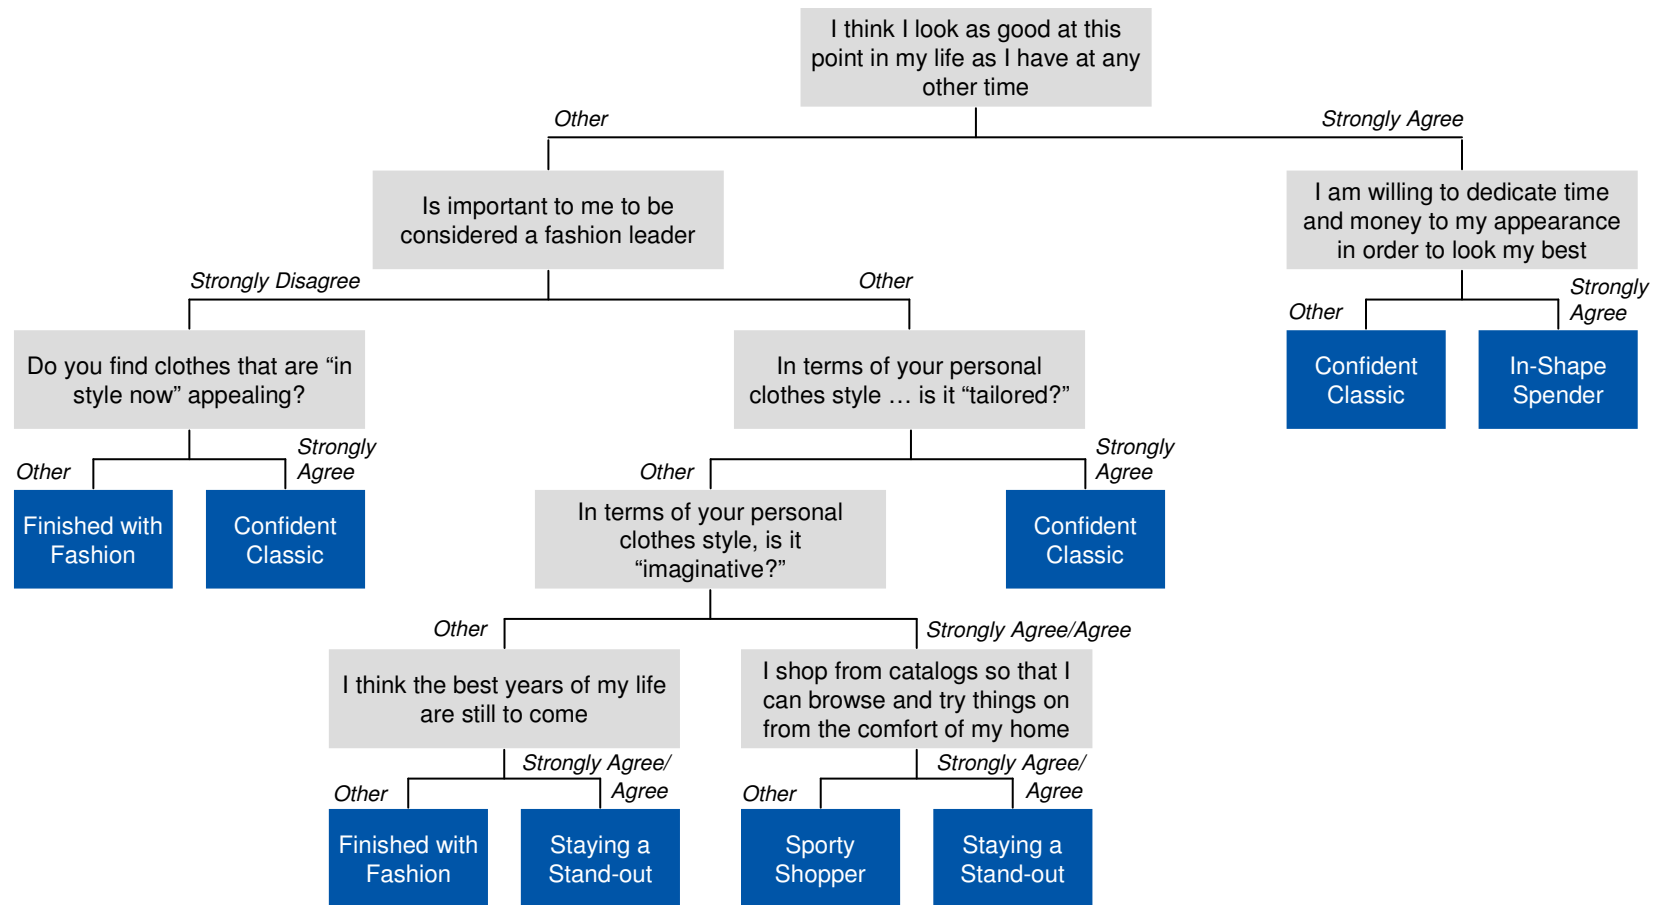 I think I look as good at this
point in my life as I have at any
other time
Other
Strongly Agree
Is important to me to be
considered a fashion leader
I am willing to dedicate time
and money to my appearance
in order to look my best
Strongly Disagree
Other
Other
Strongly
Agree
Do you find clothes that are “in
style now” appealing?
In terms of your personal
clothes style … is it “tailored?”
Confident
Classic
In-Shape
Spender
Other
Strongly
Agree
Other
Strongly
Agree
Finished with
Fashion
Confident
Classic
In terms of your personal
clothes style, is it
“imaginative?”
Confident
Classic
Other
Strongly Agree/Agree
I think the best years of my life
are still to come
I shop from catalogs so that I
can browse and try things on
from the comfort of my home
Other
Strongly Agree/
Agree
Other
Strongly Agree/
Agree
Finished with
Fashion
Staying a
Stand-out
Sporty
Shopper
Staying a
Stand-out